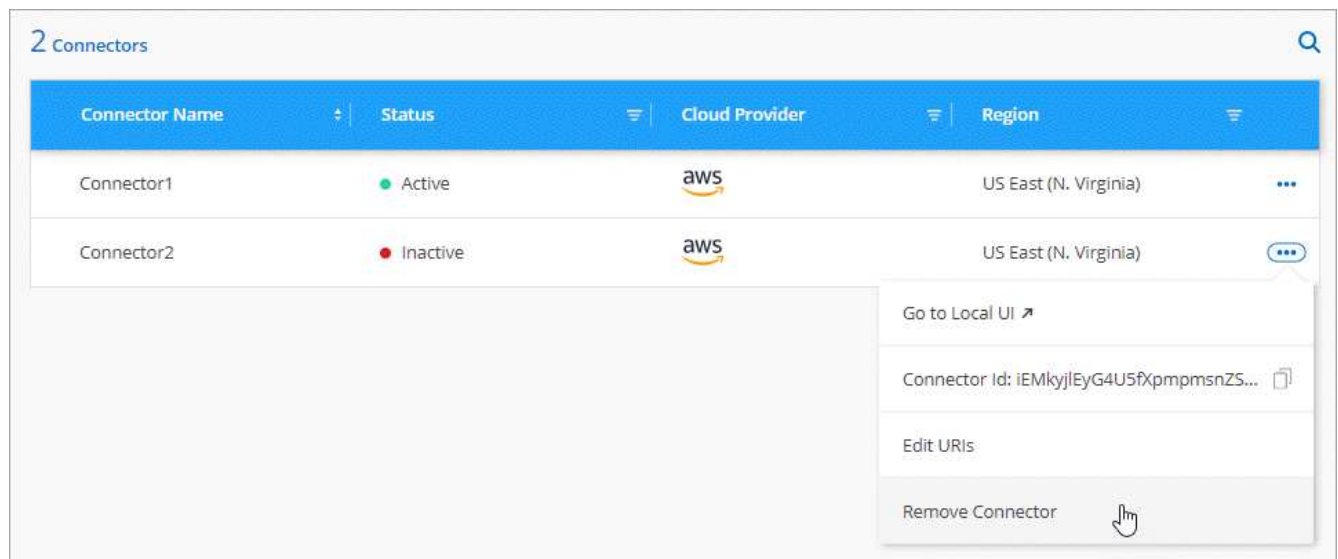 2 Connectors
Connector Name Status Cloud Provider Region
Connector1 Active aws US East (N. Virginia)
Connector2 Inactive aws US East (N. Virginia)
Go to Local UI
Connector Id: iEMkyjlEyG4U5fXpmpmsnZS...
Edit URIs
Remove Connector